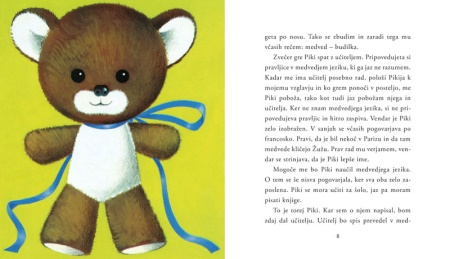 geta po nosu. Tako se zbudim in zaradi tega mu
včasih rečem: medved – budilka.
Zvečer gre Piki spat z učiteljem. Pripovedujeta si
pravljice v medvedjem jeziku, ki ga jaz ne razumem.
Kadar me ima učitelj posebno rad, položi Pikija k
mojemu vzglavju in ko grem ponoči v posteljo, me
Piki poboža, rako kot tudi jaz pobožam njega in
učitelja. Ker ne znam medvedjega jezika, si ne pri-
povedujeva pravljic in hitro zaspiva. Vendar je Piki
zelo izobražen. V sanjah se včasih pogovarjava po
francosko. Pravi, da je bil nekoč v Parizu in da tam
medvede kličejo Žužu. Prav rad mu verjamem, ven-
dar se strinjava, da je Piki lepše ime.
Mogoče me bo Piki naučil medvedjega jezika.
O tem se še nisva pogovarjala, ker sva oba zelo za-
poslena. Piki se mora učiti za šolo, jaz pa moram
pisati knjige.
To je torej Piki. Kar sem o njem napisal, bom
zdaj dal učitelju. Učitelj bo spis prevedel v med-
8